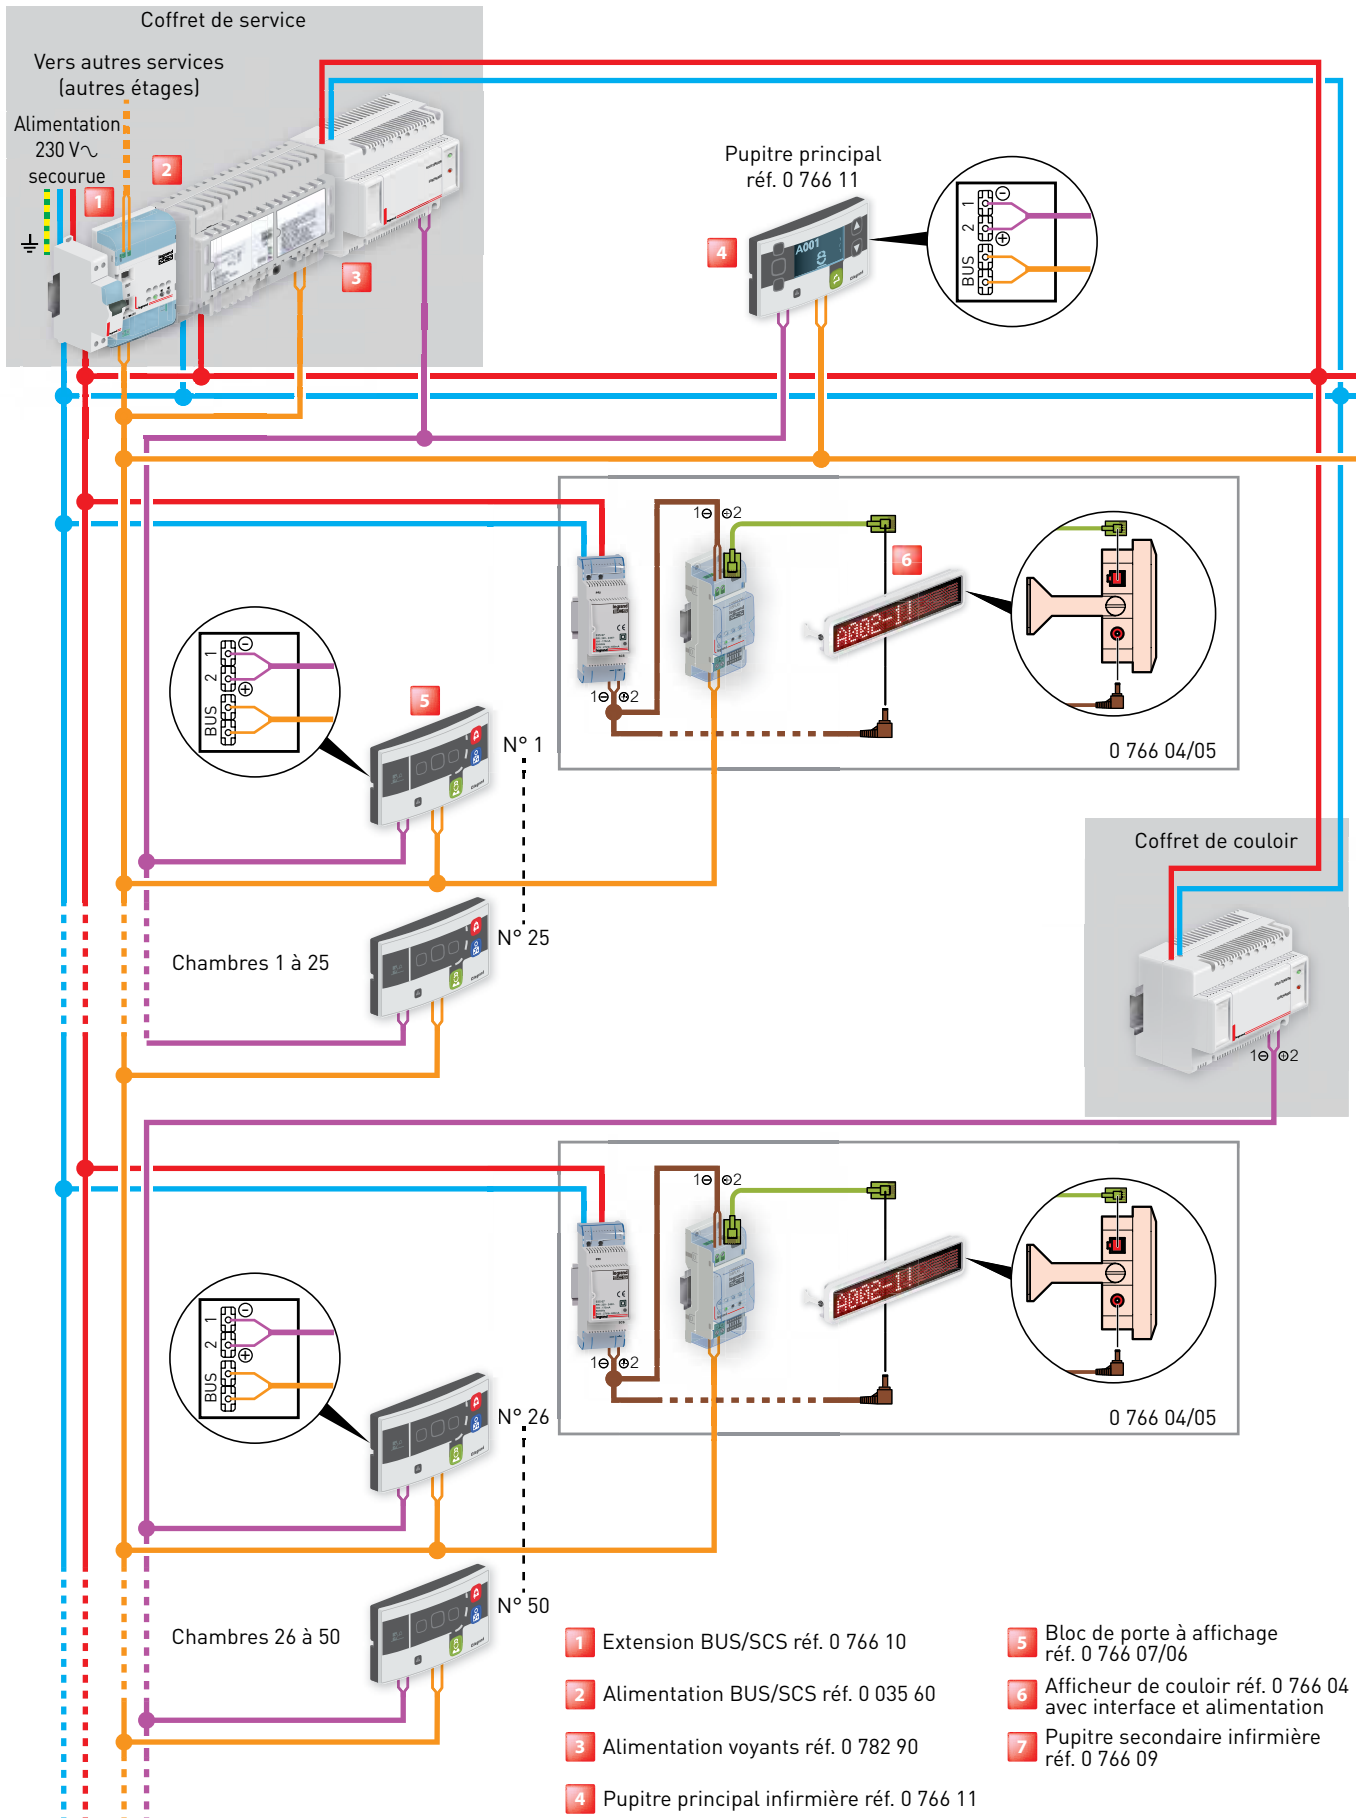 Coffret de service
Vers autres services
(autres étages)
Alimentation
230 V~
secourue
1
2
3
Pupitre principal
réf. 0 766 11
4
A001
8
1
2
BUS
1 2
6
A002-11
legrand
0 766 04/05
1 2
1
2
BUS
5
N° 1
N° 25
Chambres 1 à 25
Coffret de couloir
1 2
1 2
A002-11
legrand
0 766 04/05
1 2
1
2
BUS
N° 26
N° 50
Chambres 26 à 50
1 Extension BUS/SCS réf. 0 766 10
2 Alimentation BUS/SCS réf. 0 035 60
3 Alimentation voyants réf. 0 782 90
4 Pupitre principal infirmière réf. 0 766 11
5 Bloc de porte à affichage
réf. 0 766 07/06
6 Afficheur de couloir réf. 0 766 04
avec interface et alimentation
7 Pupitre secondaire infirmière
réf. 0 766 09